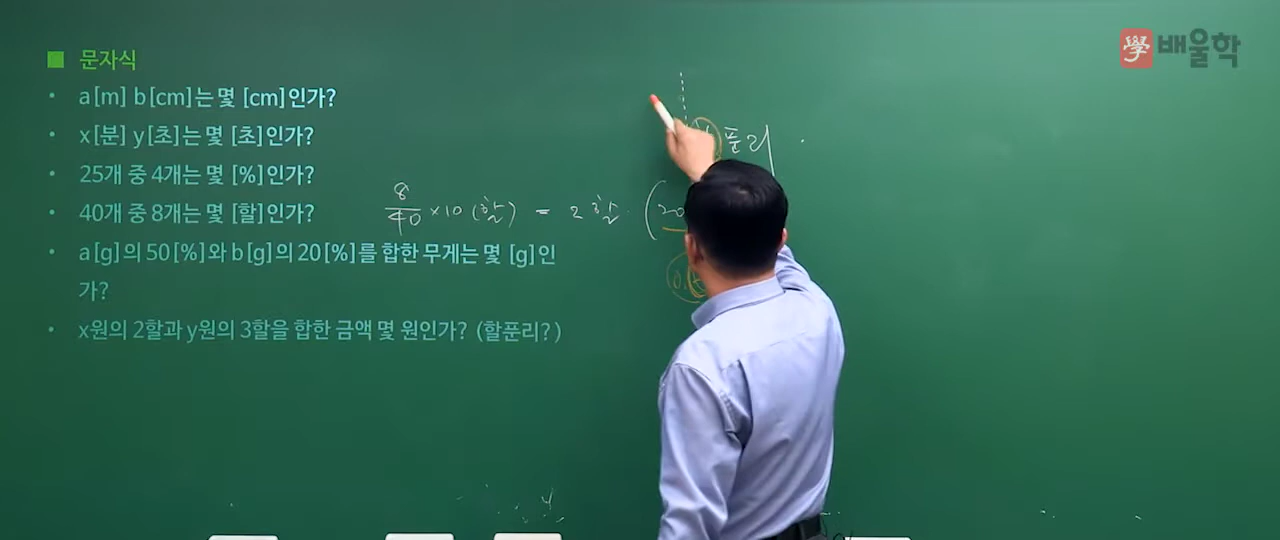 學배울학
■ 문자식
• a[m] b[cm]는 몇 [cm]인가?
• x[분] y[초]는 몇 [초]인가?
• 25개 중 4개는 몇 [%]인가?
• 40개 중 8개는 몇 [할]인가?
• a[g]의 50[%]와 b[g]의 20[%]를 합한 무게는 몇 [g]인
가?
• x원의 2할과 y원의 3할을 합한 금액 몇 원인가? (할푼리?)
푼리
8/40 ×10 (할) = 2할. (20